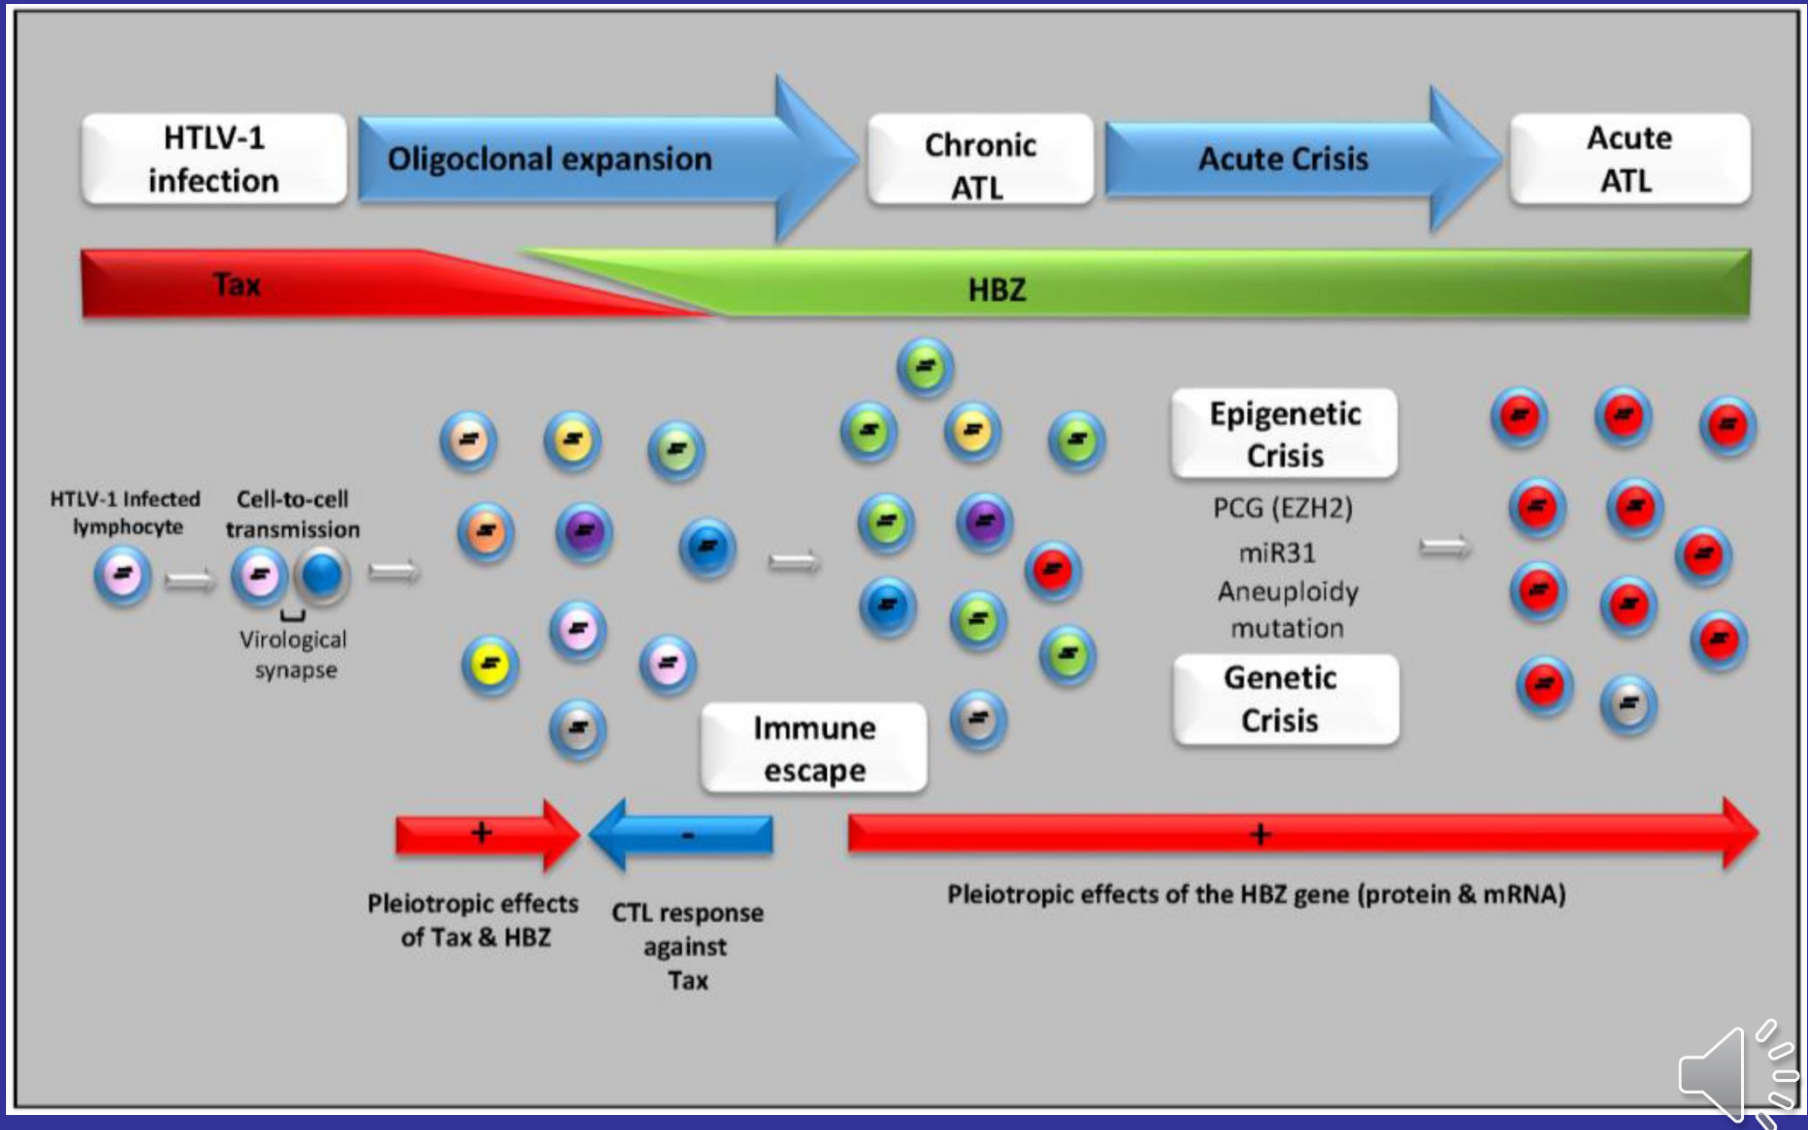 HTLV-1
infection
Oligoclonal expansion
Chronic
ATL
Acute Crisis
Acute
ATL
Tax
HBZ
HTLV-1 Infected
lymphocyte
Cell-to-cell
transmission
Virological
synapse
Immune
escape
Epigenetic
Crisis
PCG (EZH2)
miR31
Aneuploidy
mutation
Genetic
Crisis
+
-
+
Pleiotropic effects
of Tax & HBZ
CTL response
against
Tax
Pleiotropic effects of the HBZ gene (protein & mRNA)